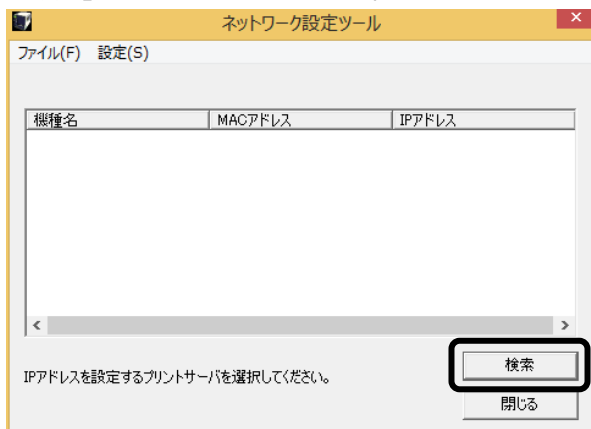 ネットワーク設定ツール
ファイル(F) 設定(S)
機種名 MACアドレス IPアドレス
検索
IPアドレスを設定するプリントサーバを選択してください。
閉じる